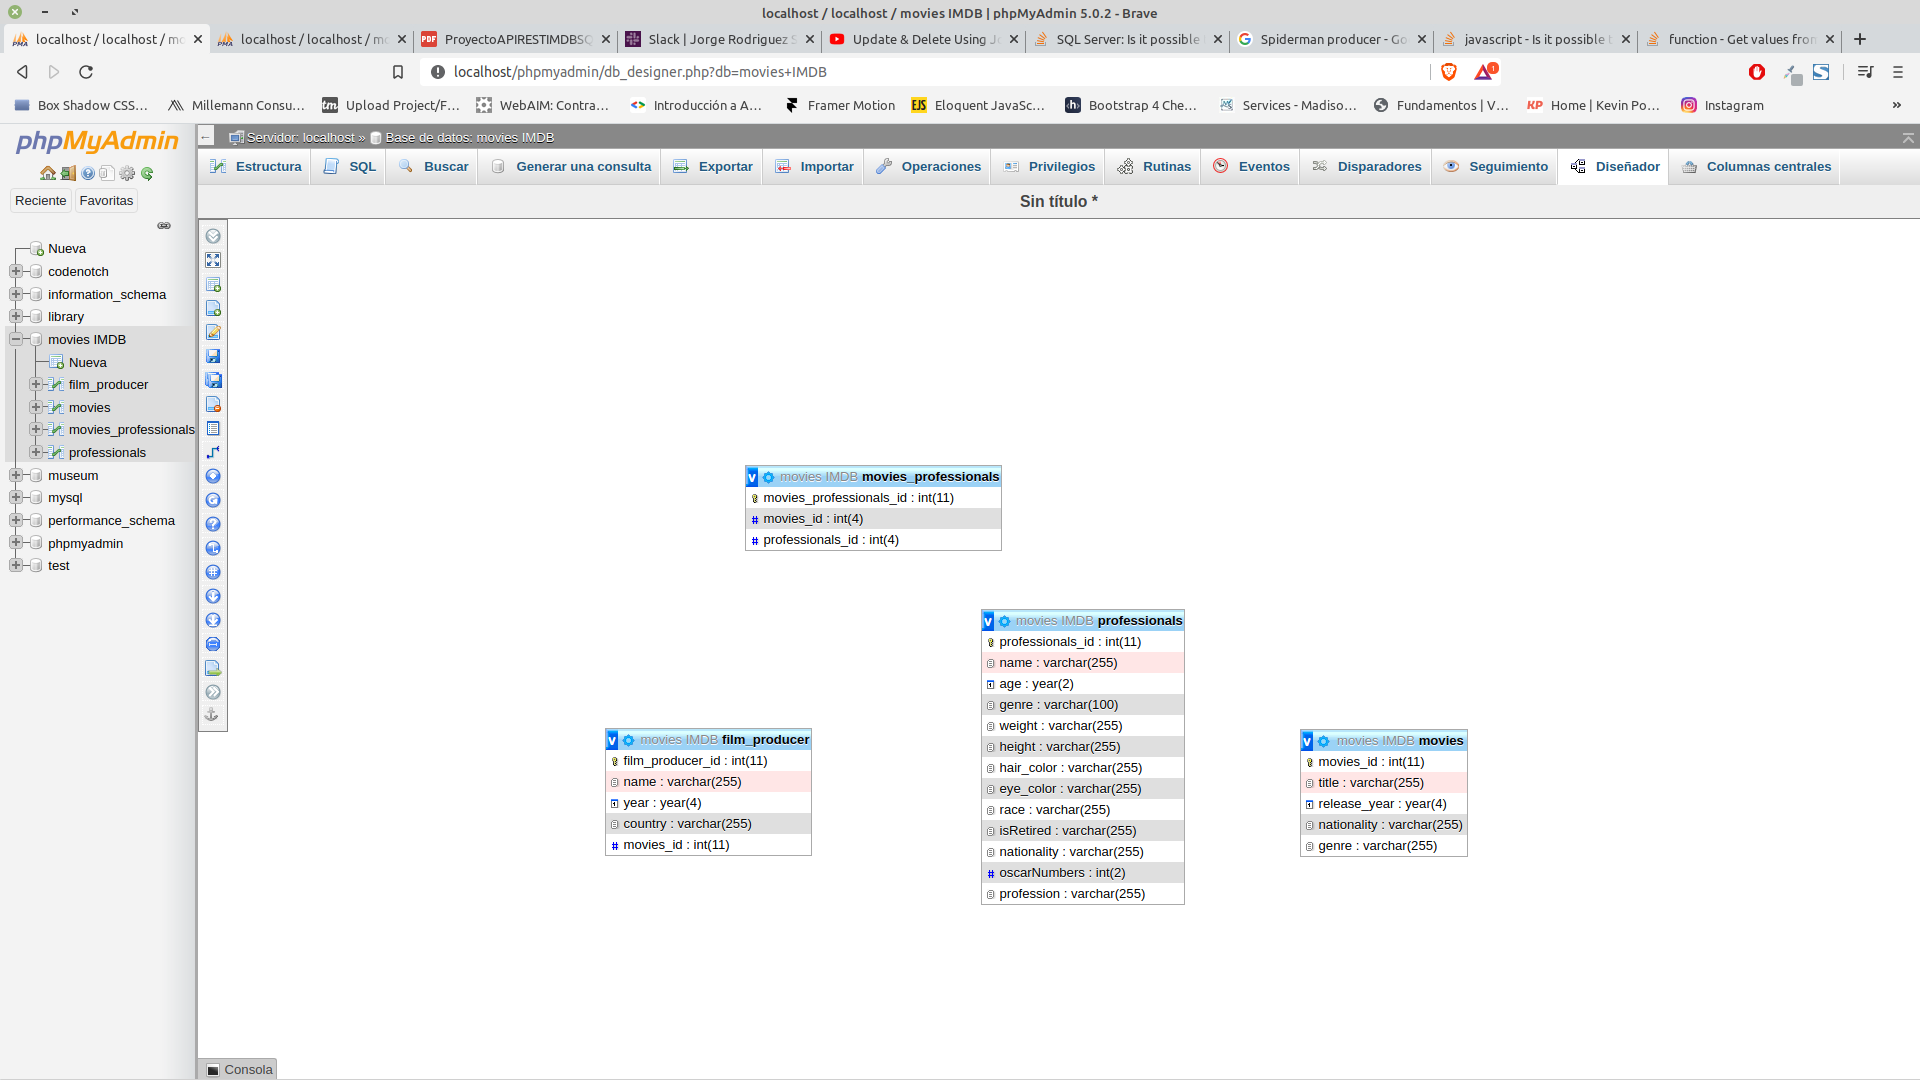 localhost / localhost / movies IMDB | phpMyAdmin 5.0.2 - Brave
localhost / localhost / mo
localhost / localhost / mo
ProyectoAPIRESTIMDBSQ
Slack | Jorge Rodriguez S
Update & Delete Using Jo
SQL Server: Is it possible
Spiderman producer - Go
javascript - Is it possible
function - Get values from
localhost/phpmyadmin/db_designer.php?db=movies+IMDB
Box Shadow CSS...
Millemann Consu...
Upload Project/F...
WebAIM: Contra...
Introducción a A...
Framer Motion
Eloquent JavaSc...
Bootstrap 4 Che...
Services - Madiso...
Fundamentos | V...
Home | Kevin Po...
Instagram
phpMyAdmin
Servidor: localhost » Base de datos: movies IMDB
Estructura
SQL
Buscar
Generar una consulta
Exportar
Importar
Operaciones
Privilegios
Rutinas
Eventos
Disparadores
Seguimiento
Diseñador
Columnas centrales
Reciente
Favoritas
Sin título *
Nueva
codenotch
information_schema
library
movies IMDB
Nueva
film_producer
movies
movies_professionals
professionals
museum
mysql
performance_schema
phpmyadmin
test
v movies IMDB movies_professionals
movies_professionals_id : int(11)
# movies_id : int(4)
# professionals_id : int(4)
v movies IMDB professionals
professionals_id : int(11)
name : varchar(255)
age : year(2)
genre : varchar(100)
weight : varchar(255)
height : varchar(255)
hair_color : varchar(255)
eye_color : varchar(255)
race : varchar(255)
isRetired : varchar(255)
nationality : varchar(255)
# oscarNumbers : int(2)
profession : varchar(255)
v movies IMDB film_producer
film_producer_id : int(11)
name : varchar(255)
year : year(4)
country : varchar(255)
# movies_id : int(11)
v movies IMDB movies
movies_id : int(11)
title : varchar(255)
release_year : year(4)
nationality : varchar(255)
genre : varchar(255)
Consola